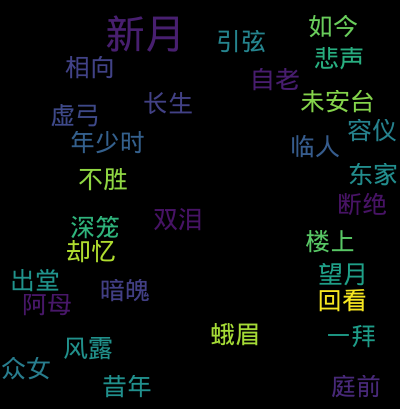 新月
如今
引弦
悲声
相向
自老
长生
未安台
虚弓
容仪
年少时
临人
东家
不胜
断绝
双泪
深笼
楼上
却忆
望月
出堂
暗魄
回看
阿母
蛾眉
一拜
风露
众女
昔年
庭前